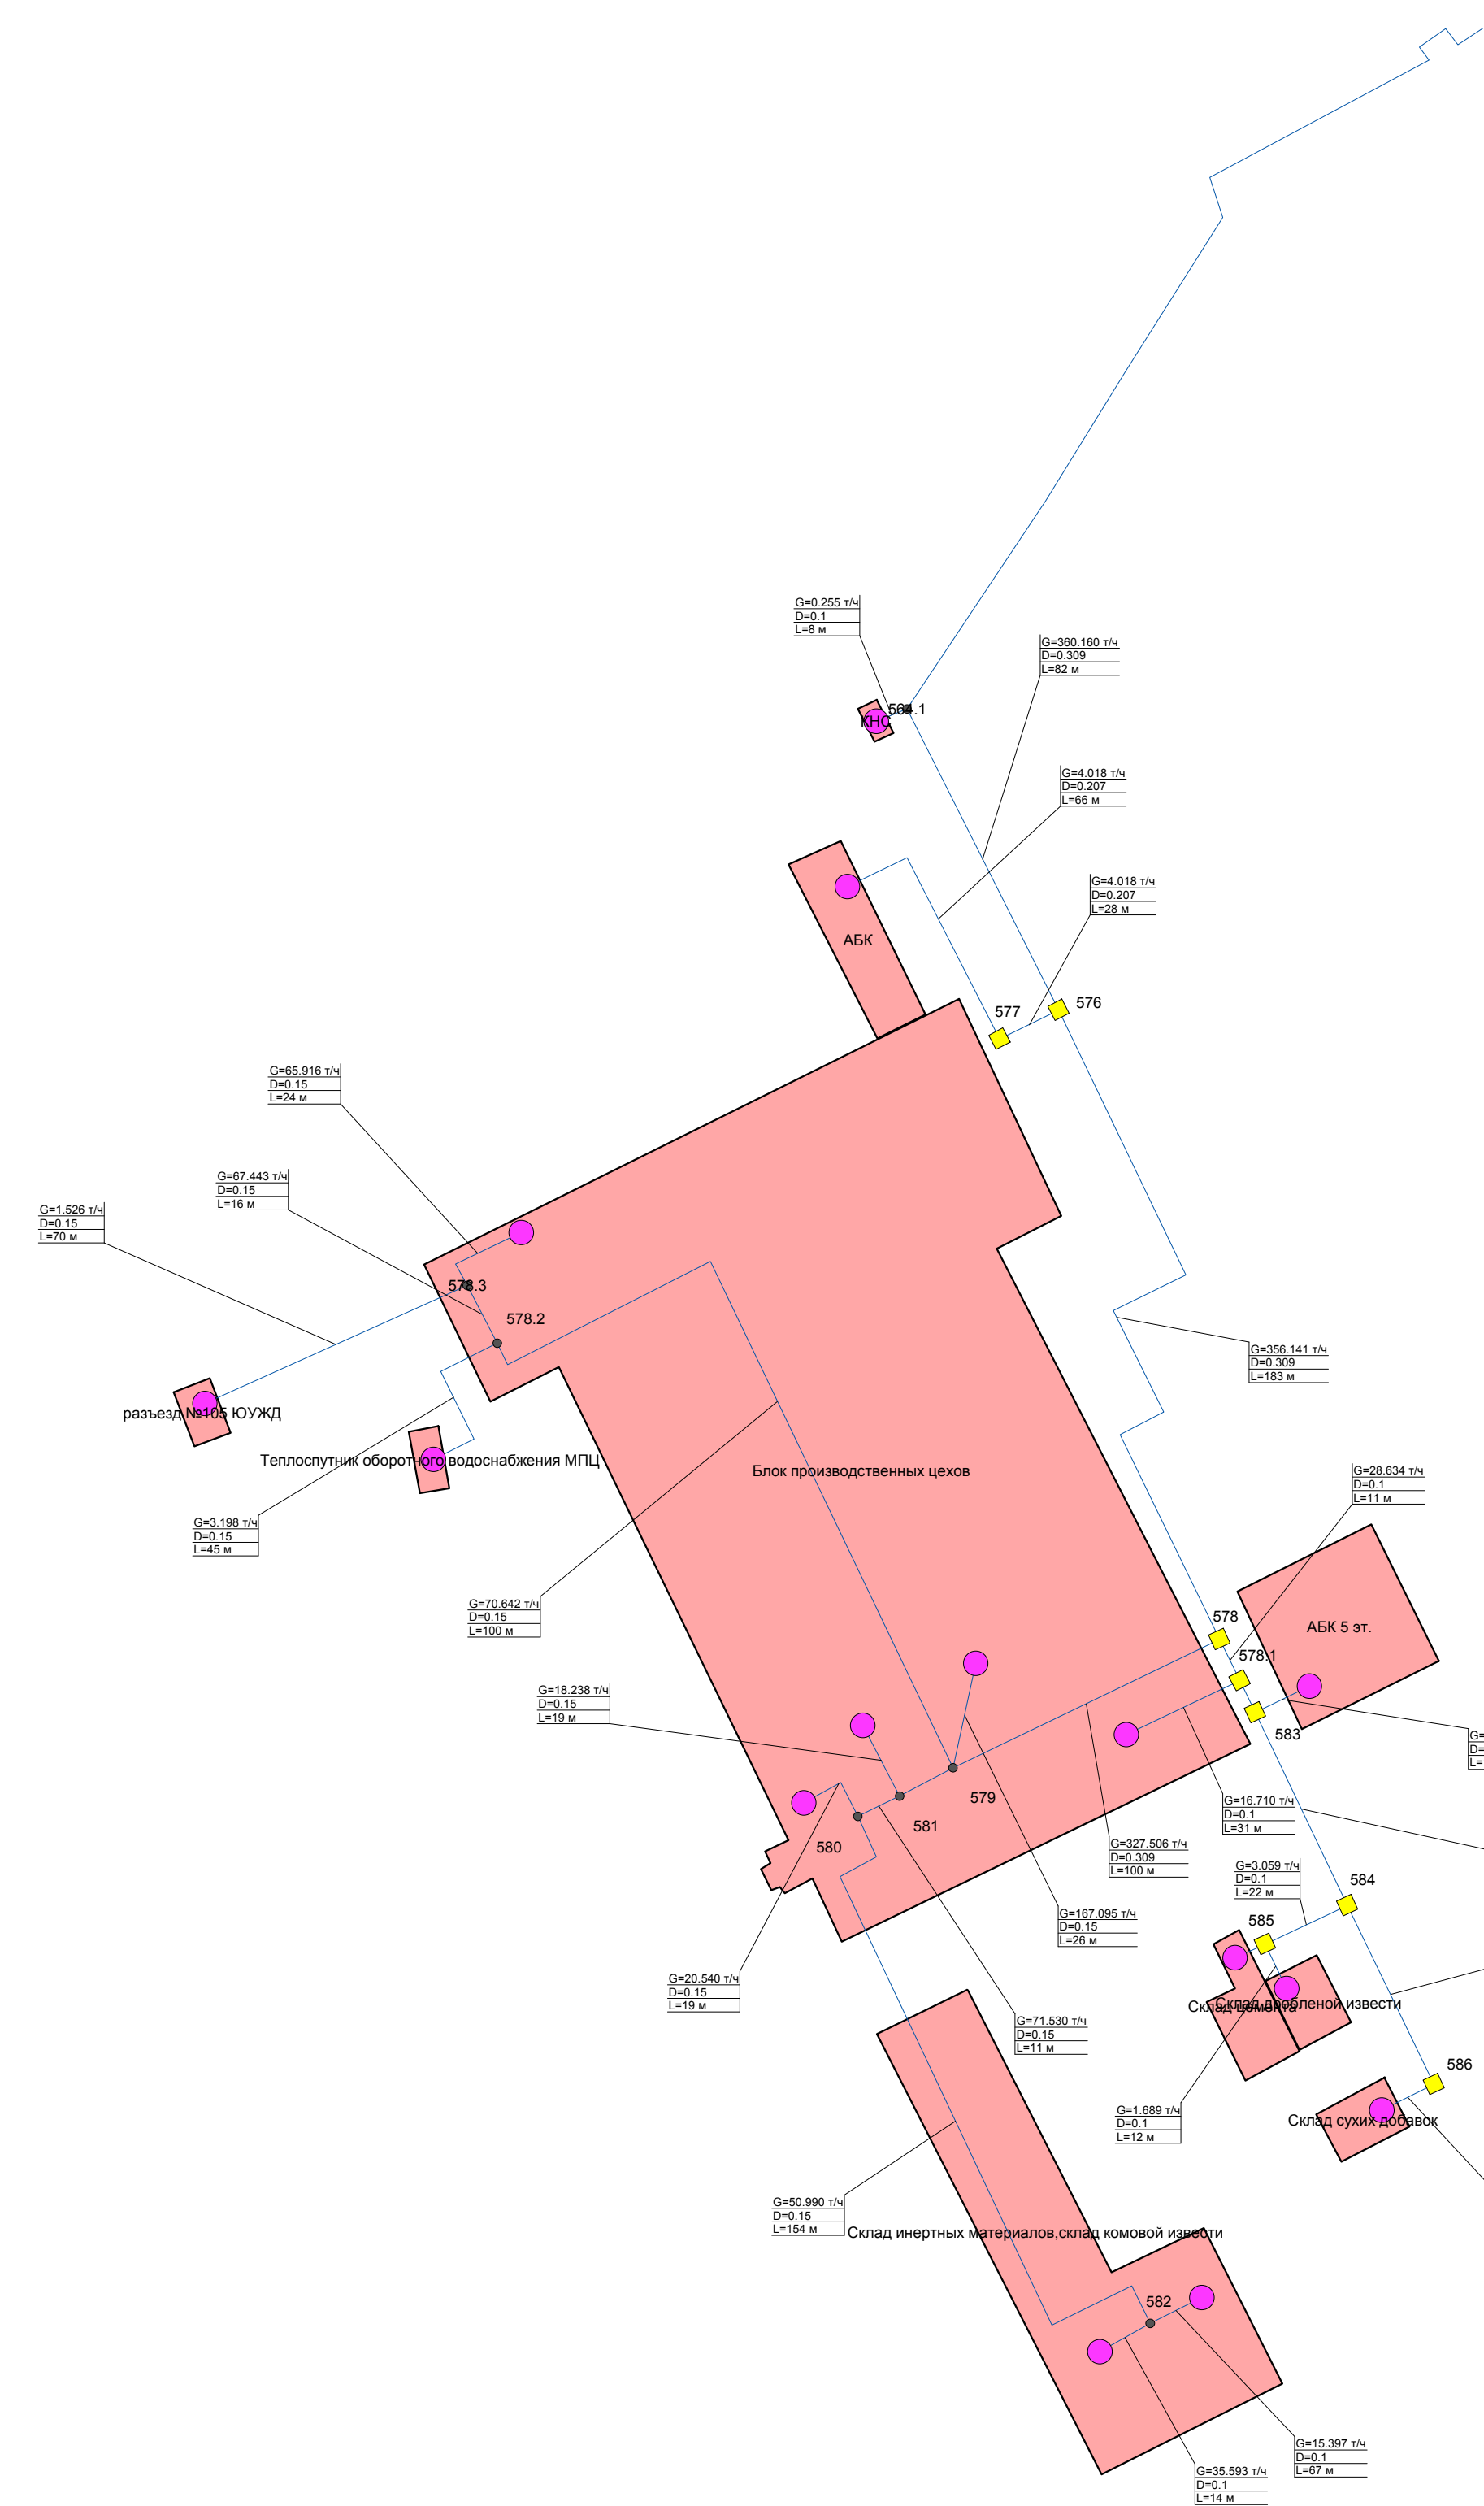 G=0.255 т/ч
D=0.1
L=8 м
G=360.160 т/ч
D=0.309
L=82 м
564.1
КНС
G=4.018 т/ч
D=0.207
L=66 м
G=4.018 т/ч
D=0.207
L=28 м
АБК
577
576
G=65.916 т/ч
D=0.15
L=24 м
G=67.443 т/ч
D=0.15
L=16 м
G=1.526 т/ч
D=0.15
L=70 м
578.3
578.2
G=356.141 т/ч
D=0.309
L=183 м
разъезд №105 ЮУЖД
Теплоспутник оборотного водоснабжения МПЦ
Блок производственных цехов
G=28.634 т/ч
D=0.1
L=11 м
G=3.198 т/ч
D=0.15
L=45 м
G=70.642 т/ч
D=0.15
L=100 м
578
АБК 5 эт.
578.1
G=18.238 т/ч
D=0.15
L=19 м
583
G=
D=
L=
579
G=16.710 т/ч
D=0.1
L=31 м
581
580
G=327.506 т/ч
D=0.309
L=100 м
G=3.059 т/ч
D=0.1
L=22 м
584
G=167.095 т/ч
D=0.15
L=26 м
585
G=20.540 т/ч
D=0.15
L=19 м
Склад дробленой извести
Склад цемента
G=71.530 т/ч
D=0.15
L=11 м
586
G=1.689 т/ч
D=0.1
L=12 м
Склад сухих добавок
G=50.990 т/ч
D=0.15
L=154 м
Склад инертных материалов,склад комовой извести
582
G=15.397 т/ч
D=0.1
L=67 м
G=35.593 т/ч
D=0.1
L=14 м